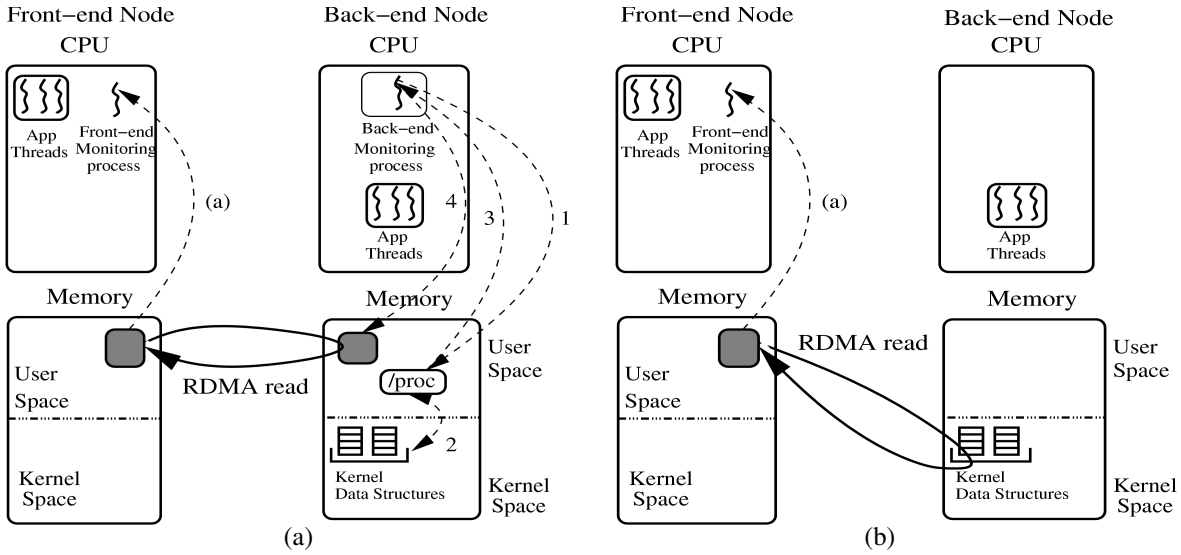 Front-end Node
CPU
App
Threads
Front-end
Monitoring
process
(a)
Memory
User
Space
Kernel
Space
RDMA read
Back-end Node
CPU
Back-end
Monitoring
process
App
Threads
4
3
1
Memory
/proc
2
Kernel
Data Structures
User
Space
Kernel
Space
(a)
Front-end Node
CPU
App
Threads
Front-end
Monitoring
process
(a)
Memory
User
Space
Kernel
Space
RDMA read
Back-end Node
CPU
App
Threads
Memory
Kernel
Data Structures
User
Space
Kernel
Space
(b)